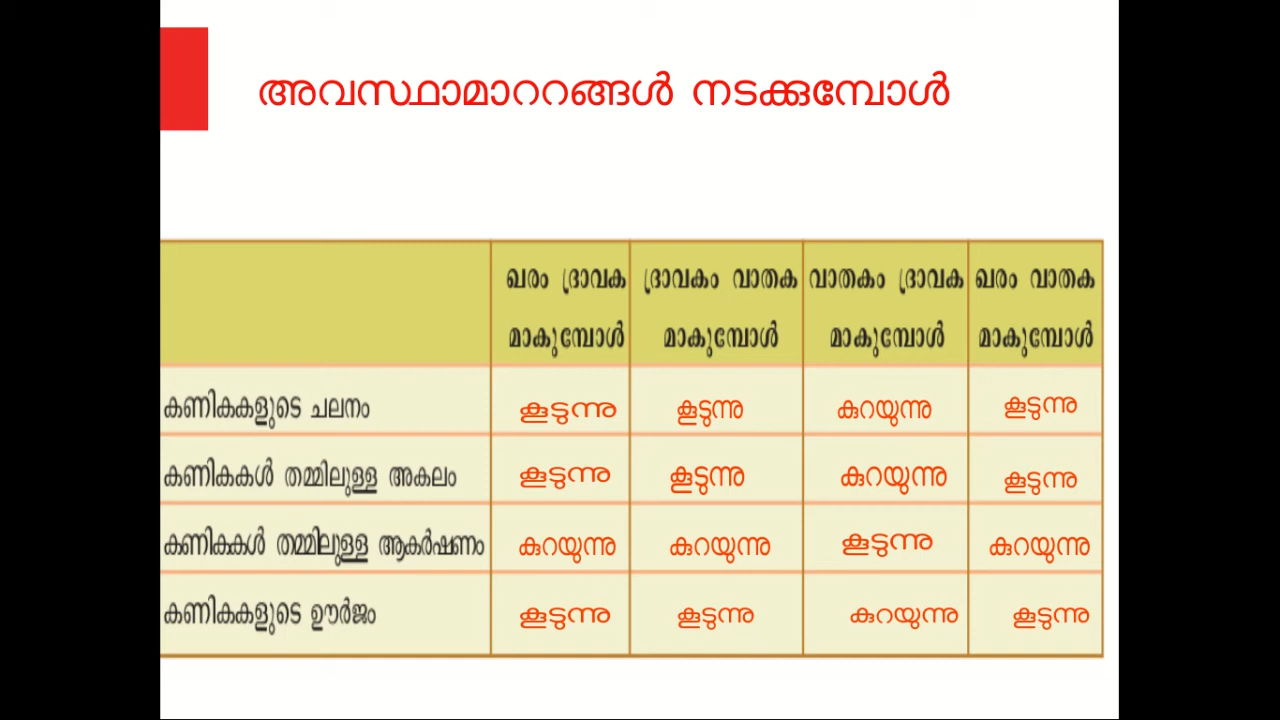 അവസ്ഥാമാററങ്ങൾ നടക്കുമ്പോൾ
ഖരം ദ്രാവക ദ്രാവകം വാതക വാതകം ദ്രാവക ഖരം വാതക
മാകുമ്പോൾ മാകുമ്പോൾ മാകുമ്പോൾ മാകുമ്പോൾ
കണികകളുടെ ചലനം കൂടുന്നു കൂടുന്നു കുറയുന്നു കൂടുന്നു
കണികകൾ തമ്മിലുള്ള അകലം കൂടുന്നു കൂടുന്നു കുറയുന്നു കൂടുന്നു
കണികകൾ തമ്മിലുള്ള ആകർഷണം കുറയുന്നു കുറയുന്നു കൂടുന്നു കുറയുന്നു
കണികകളുടെ ഊർജം കൂടുന്നു കൂടുന്നു കുറയുന്നു കൂടുന്നു